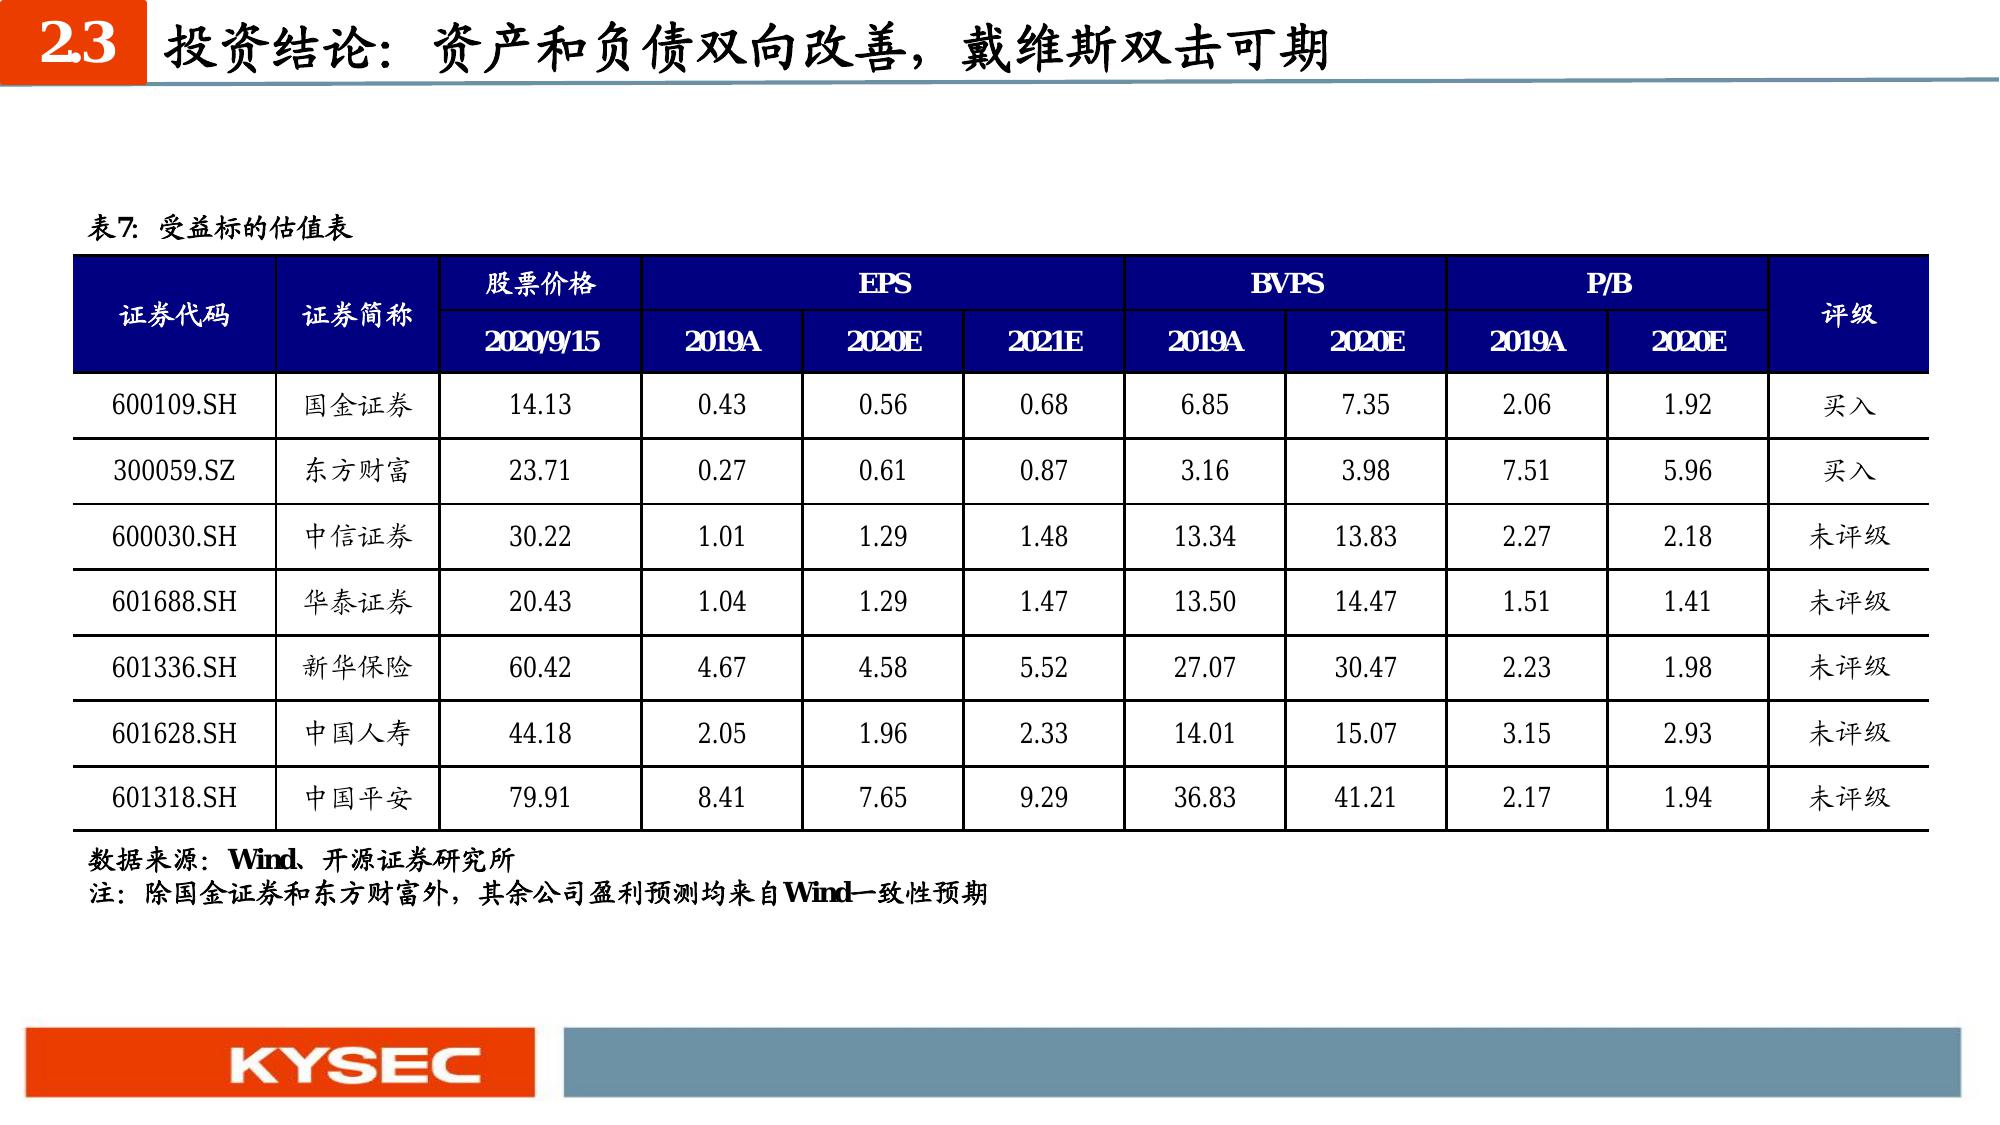 2.3 投资结论：资产和负债双向改善，戴维斯双击可期
表7：受益标的估值表
证券代码 证券简称 股票价格 EPS BVPS P/B 评级
2020/9/15 2019A 2020E 2021E 2019A 2020E 2019A 2020E
600109.SH 国金证券 14.13 0.43 0.56 0.68 6.85 7.35 2.06 1.92 买入
300059.SZ 东方财富 23.71 0.27 0.61 0.87 3.16 3.98 7.51 5.96 买入
600030.SH 中信证券 30.22 1.01 1.29 1.48 13.34 13.83 2.27 2.18 未评级
601688.SH 华泰证券 20.43 1.04 1.29 1.47 13.50 14.47 1.51 1.41 未评级
601336.SH 新华保险 60.42 4.67 4.58 5.52 27.07 30.47 2.23 1.98 未评级
601628.SH 中国人寿 44.18 2.05 1.96 2.33 14.01 15.07 3.15 2.93 未评级
601318.SH 中国平安 79.91 8.41 7.65 9.29 36.83 41.21 2.17 1.94 未评级
数据来源：Wind、开源证券研究所
注：除国金证券和东方财富外，其余公司盈利预测均来自Wind一致性预期
KYSEC